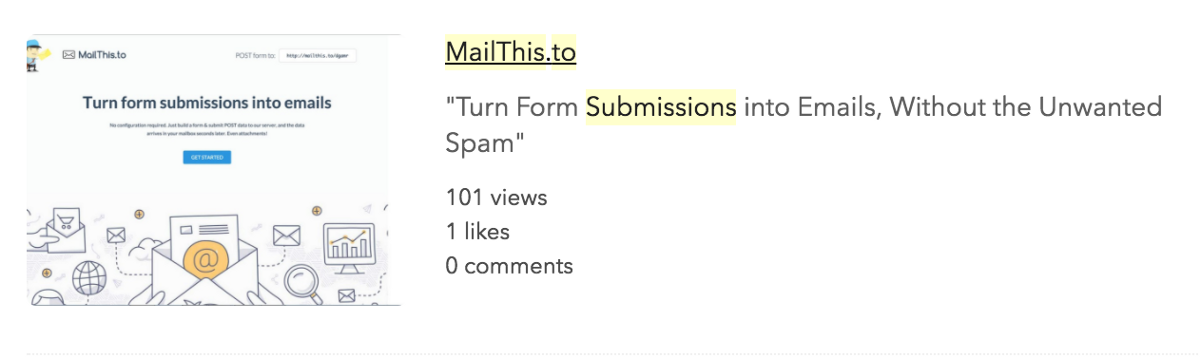 MailThis.to
POST form to:
http://mailthis.to/@gamr
Turn form submissions into emails
No configuration required. Just build a form & submit POST data to our server, and the data
arrives in your mailbox seconds later. Even attachments!
GET STARTED
@
MailThis.to
"Turn Form Submissions into Emails, Without the Unwanted
Spam"
101 views
1 likes
0 comments